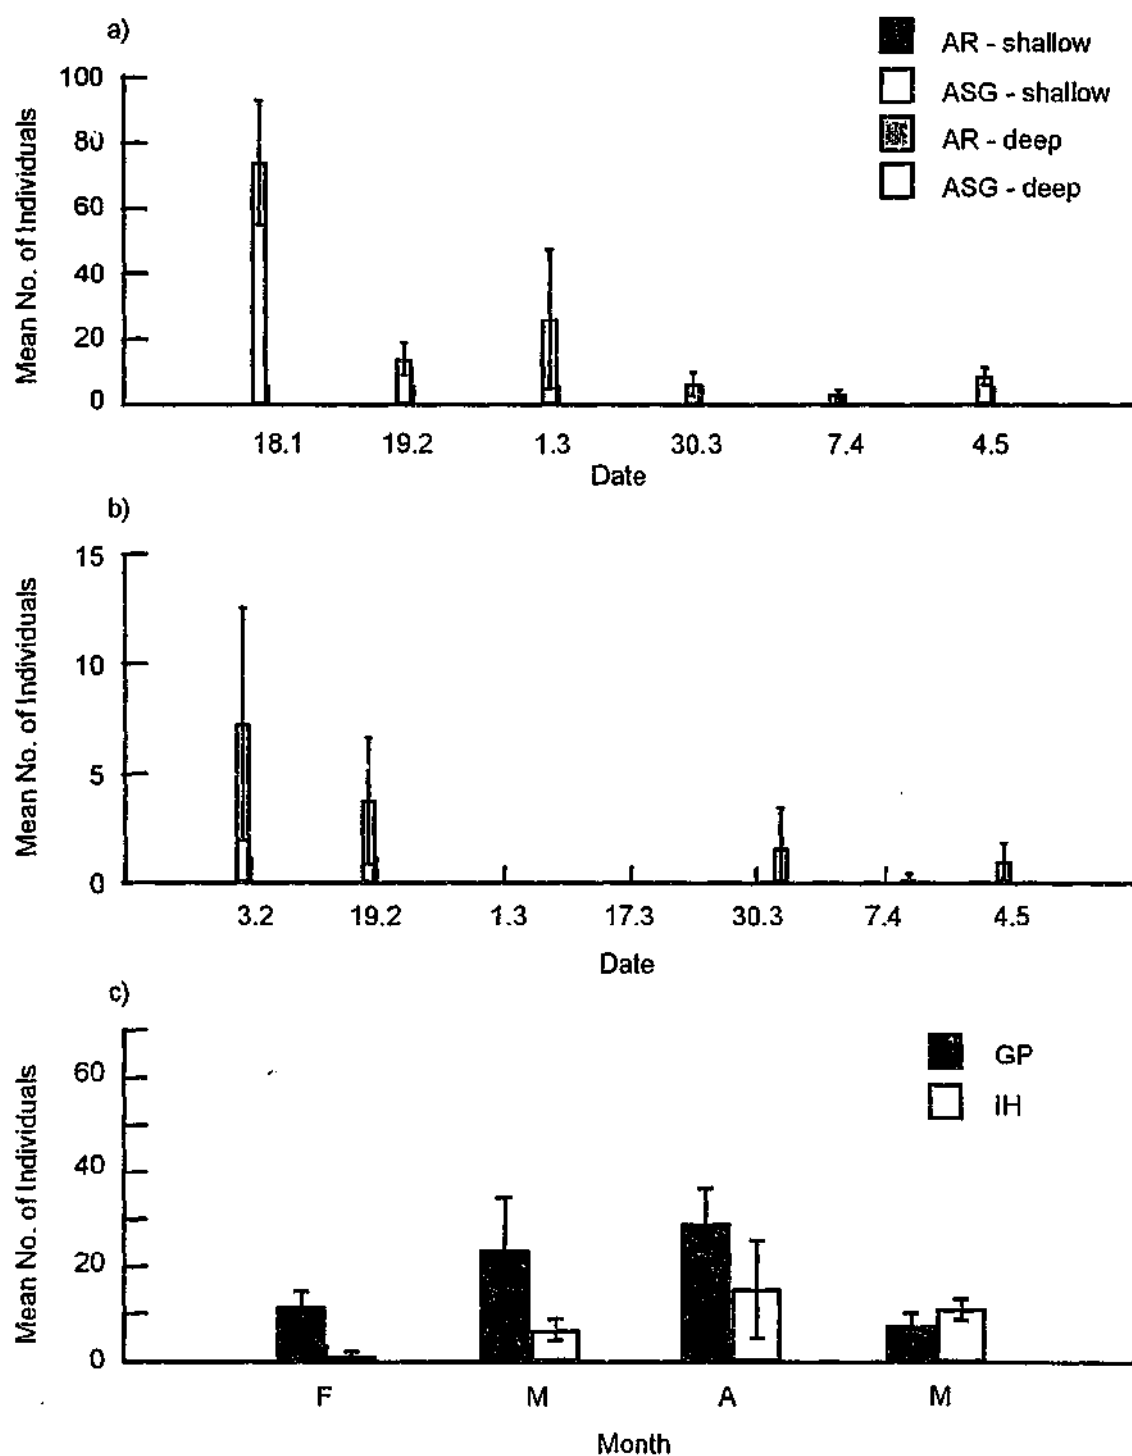 a)
AR - shallow
ASG - shallow
AR - deep
ASG - deep
Mean No. of Individuals
100
80
60
40
20
0
18.1 19.2 1.3 30.3 7.4 4.5
Date
b)
Mean No. of Individuals
15
10
5
0
3.2 19.2 1.3 17.3 30.3 7.4 4.5
Date
c)
GP
IH
Mean No. of Individuals
60
40
20
0
F M A M
Month